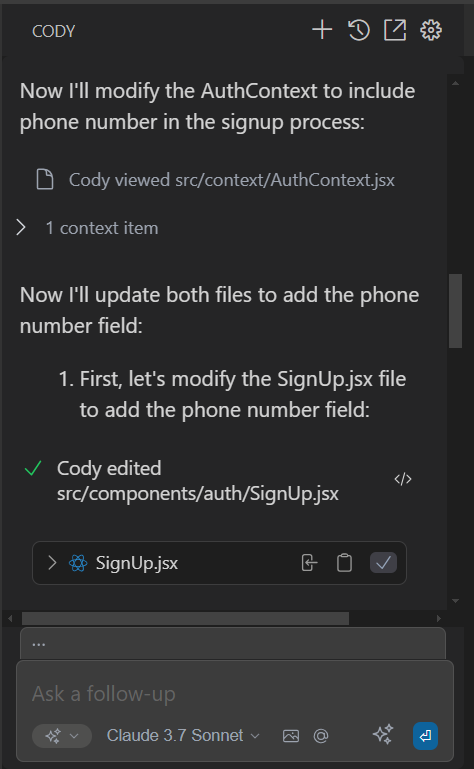 CODY
Now I'll modify the AuthContext to include
phone number in the signup process:
Cody viewed src/context/AuthContext.jsx
1 context item
Now I'll update both files to add the phone
number field:
1. First, let's modify the SignUp.jsx file
to add the phone number field:
Cody edited
src/components/auth/SignUp.jsx
SignUp.jsx
...
Ask a follow-up
Claude 3.7 Sonnet